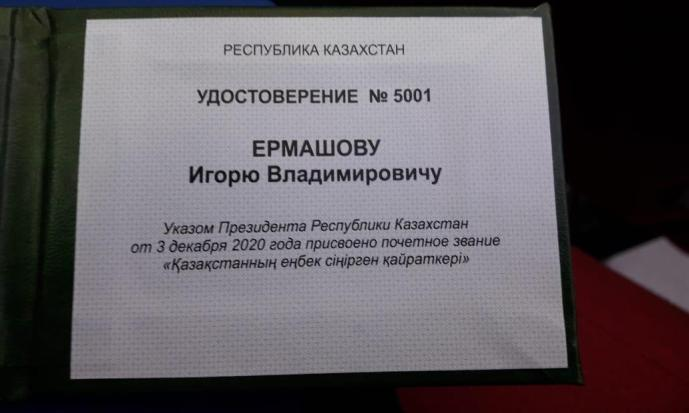 РЕСПУБЛИКА КАЗАХСТАН
УДОСТОВЕРЕНИЕ № 5001
ЕРМАШОВУ
Игорю Владимировичу
Указом Президента Республики Казахстан
от 3 декабря 2020 года присвоено почетное звание
«Қазақстанның еңбек сіңірген қайраткері»